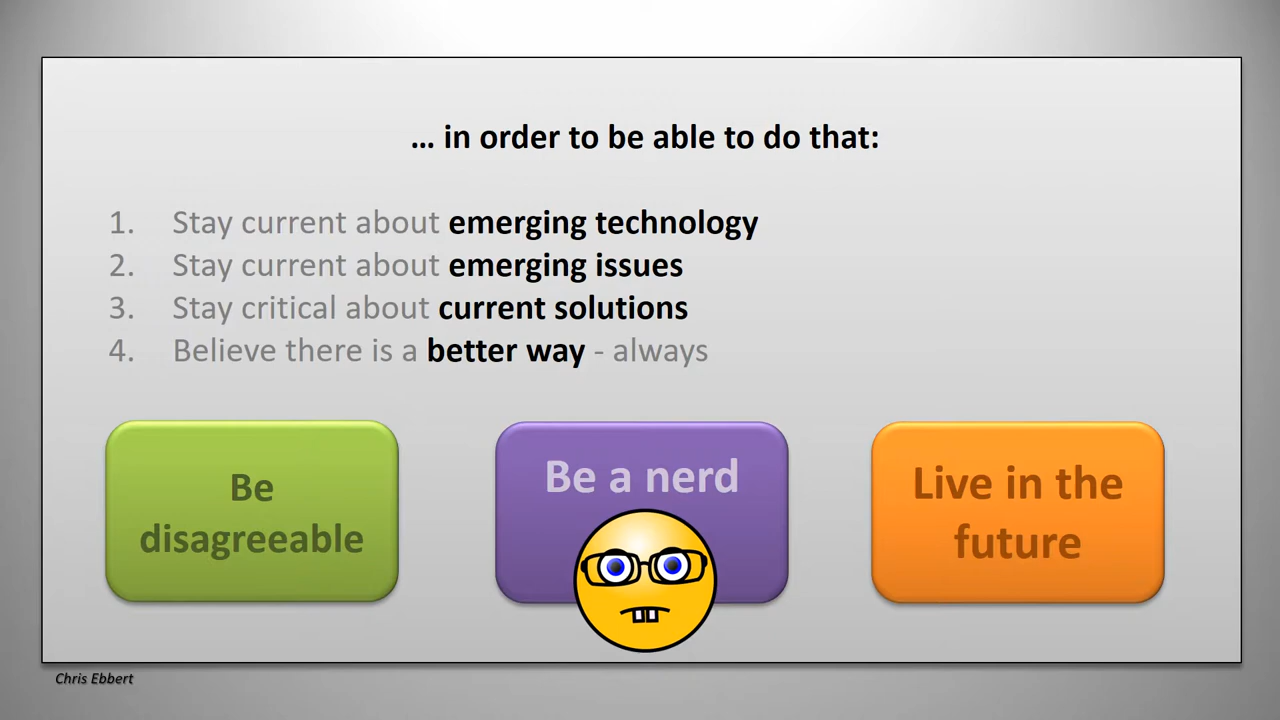 ... in order to be able to do that:
1. Stay current about emerging technology
2. Stay current about emerging issues
3. Stay critical about current solutions
4. Believe there is a better way - always
Be
disagreeable
Be a nerd
Live in the
future
Chris Ebbert